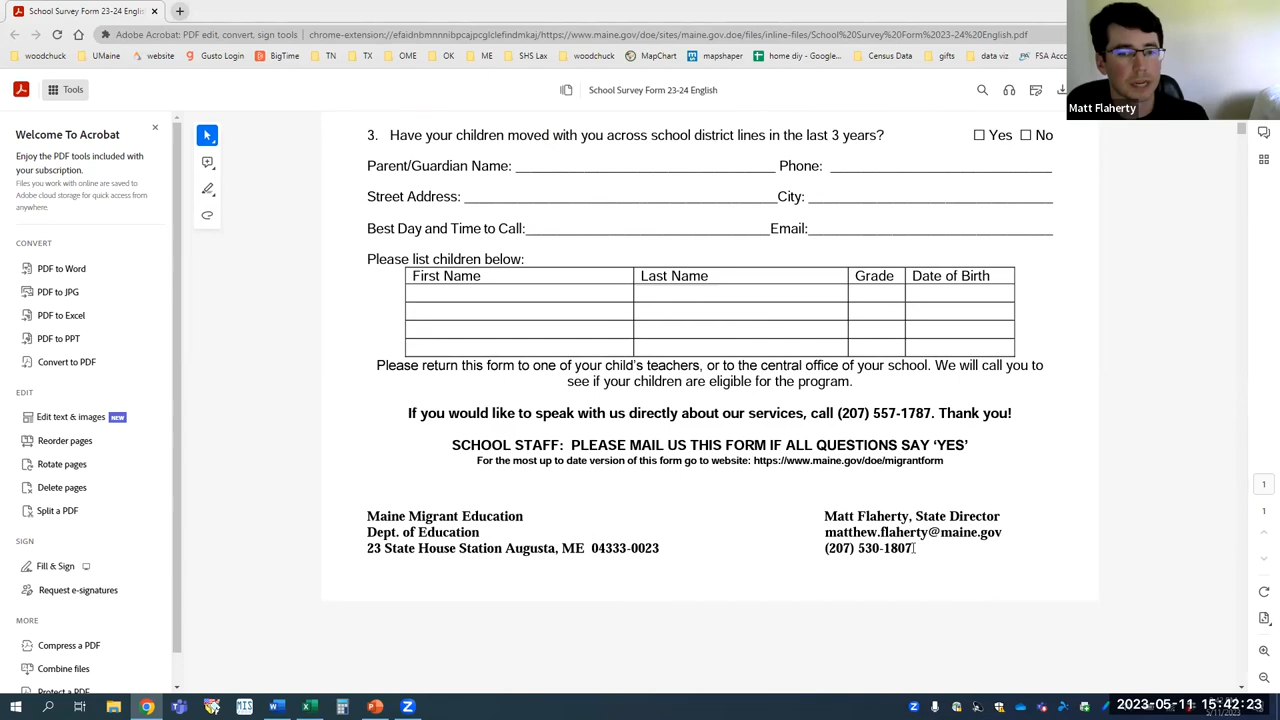 School Survey Form 2023-24 En
Adobe Acrobat: PDF edit, convert, sign tools | chrome-extension://efaidnbmnnnibpcajpcglclefindmkaj/https://www.maine.gov/doe/sites/maine.gov.doe/files/inline-files/School%20Survey%20Form%2023-24%20English.pdf
woodchuck
UMaine
Google
Gusto Login
BigTime
TT
OL
OME
SHS Lax
woodchuck
MapChart
mapshaper
home diy - Google...
Census Data
Other
data viz
FSA Acc
Matt Flaherty
Tools
School Survey Form 23-24 English
Welcome To Acrobat
Enjoy the PDF tools included with
your subscription.
Files you work with online are saved to
Adobe cloud storage for quick access from
anywhere.
CONVERT
PDF to Word
PDF to JPG
PDF to Excel
PDF to PPT
Convert to PDF
EDIT
Edit text & images NEW
Reorder pages
Rotate pages
Delete pages
Split a PDF
SIGN
Fill & Sign
Request e-signatures
MORE
Compress a PDF
Combine files
Protect a PDF
3. Have your children moved with you across school district lines in the last 3 years? ☐ Yes ☐ No
Parent/Guardian Name: Phone:
Street Address: City:
Best Day and Time to Call: Email:
Please list children below:
First Name Last Name Grade Date of Birth
Please return this form to one of your child's teachers, or to the central office of your school. We will call you to
see if your children are eligible for the program.
If you would like to speak with us directly about our services, call (207) 557-1787. Thank you!
SCHOOL STAFF: PLEASE MAIL US THIS FORM IF ALL QUESTIONS SAY 'YES'
For the most up to date version of this form go to website: https://www.maine.gov/doe/migrantform
Maine Migrant Education Matt Flaherty, State Director
Dept. of Education matthew.flaherty@maine.gov
23 State House Station Augusta, ME 04333-0023 (207) 530-1807
1
1
MIS
2023-05-11 15:42:23